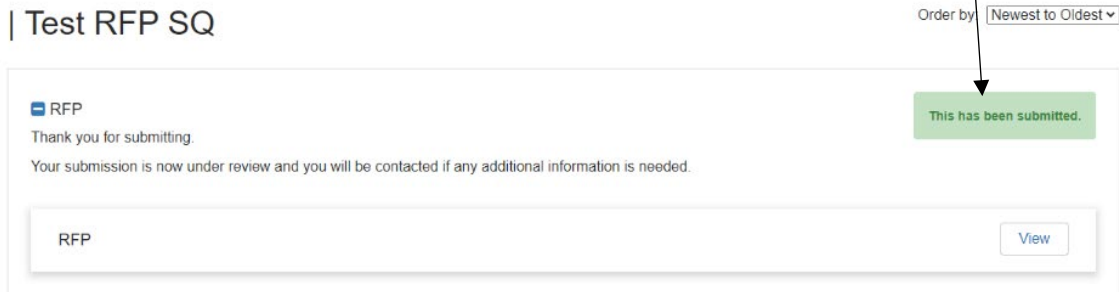 | Test RFP SQ
Order by: Newest to Oldest
RFP
This has been submitted.
Thank you for submitting.
Your submission is now under review and you will be contacted if any additional information is needed.
RFP
View